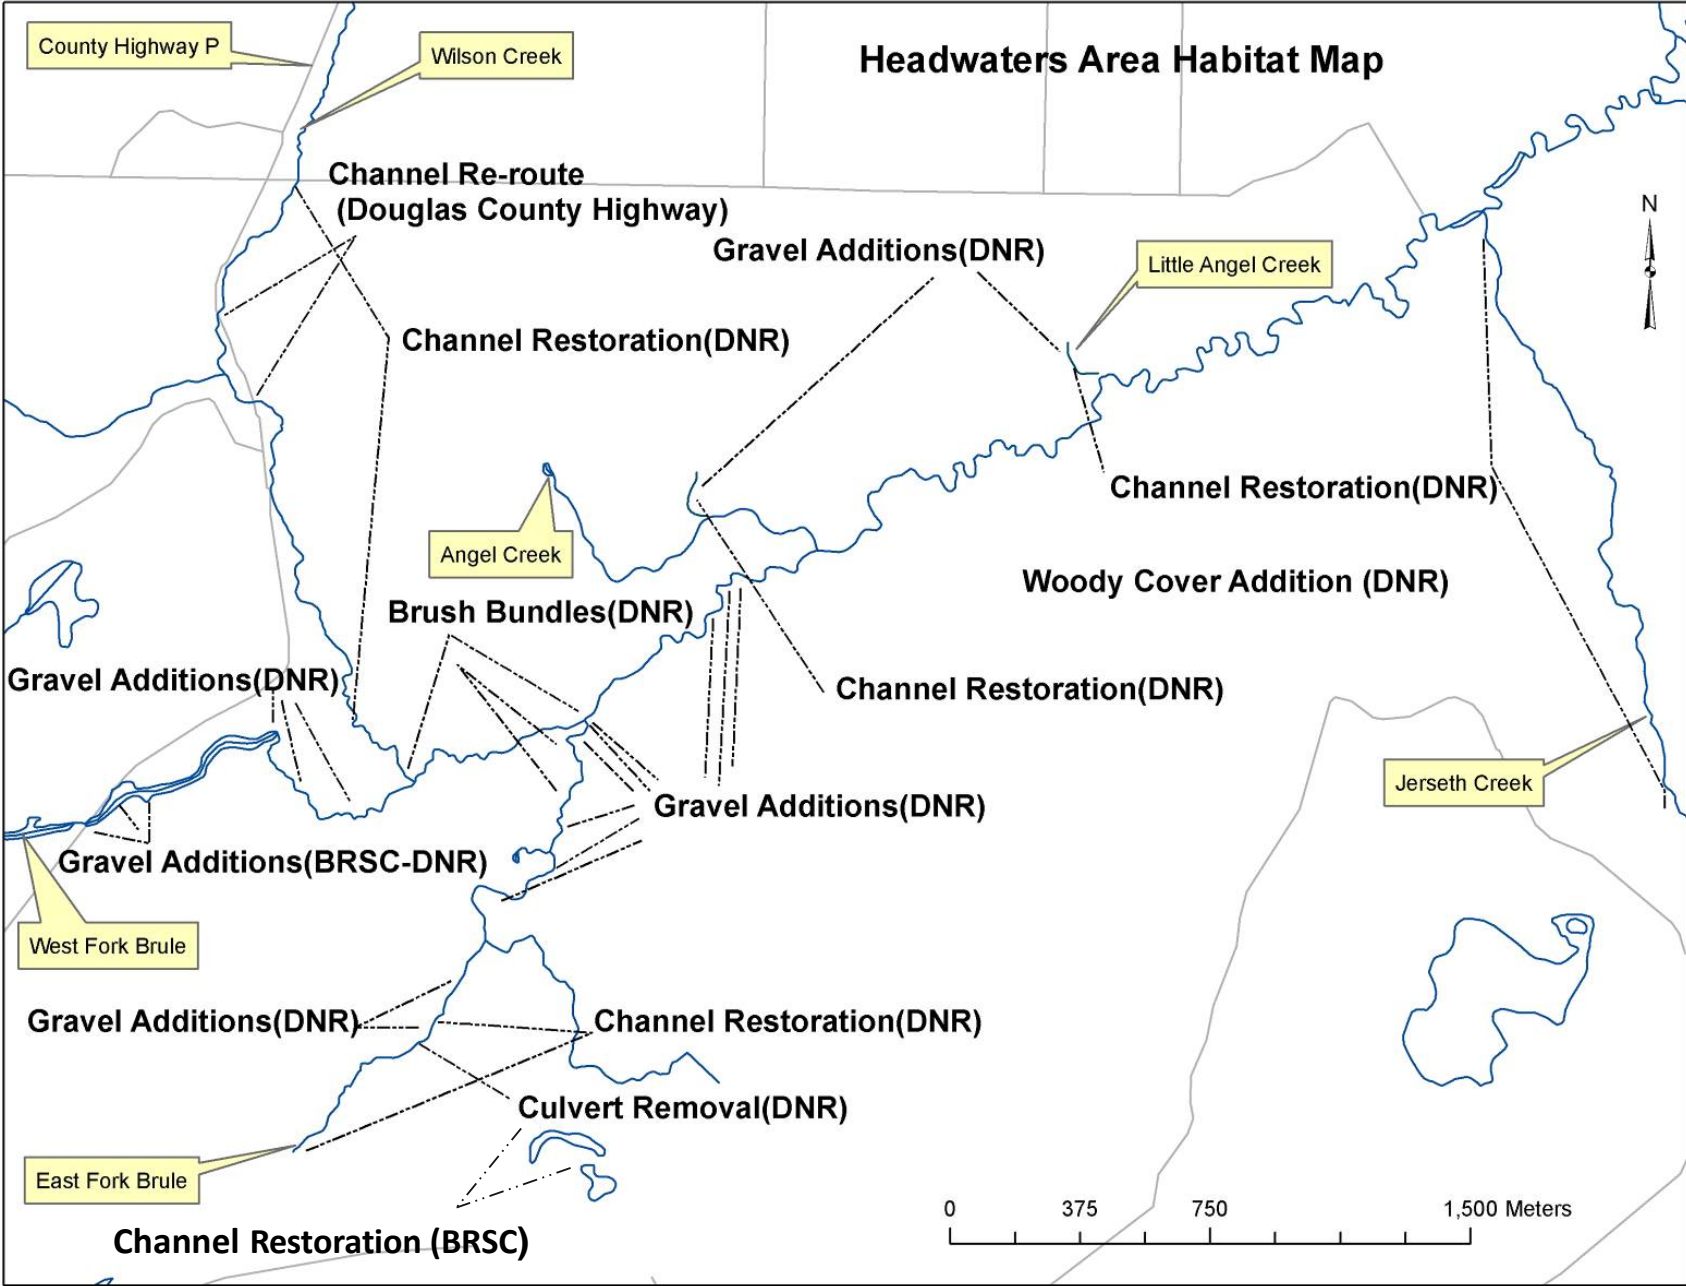 Headwaters Area Habitat Map
County Highway P
Wilson Creek
Channel Re-route
(Douglas County Highway)
Gravel Additions(DNR)
Little Angel Creek
N
Channel Restoration(DNR)
Channel Restoration(DNR)
Angel Creek
Woody Cover Addition (DNR)
Brush Bundles(DNR)
Gravel Additions(DNR)
Channel Restoration(DNR)
Jerseth Creek
Gravel Additions(DNR)
Gravel Additions(BRSC-DNR)
West Fork Brule
Gravel Additions(DNR)
Channel Restoration(DNR)
Culvert Removal(DNR)
East Fork Brule
Channel Restoration (BRSC)
0 375 750 1,500 Meters